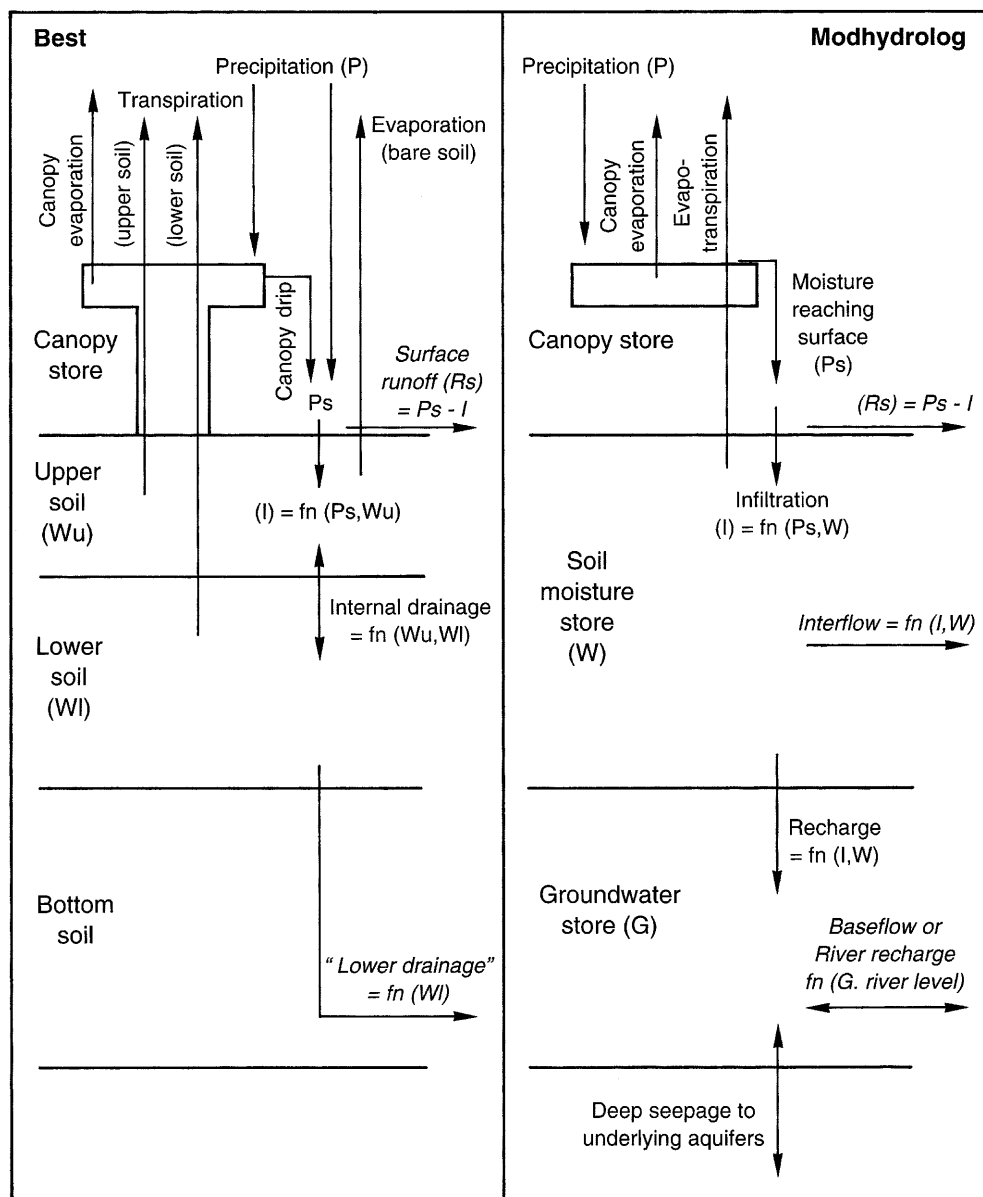 Best
Precipitation (P)
Transpiration
Canopy
evaporation
(upper soil)
(lower soil)
Evaporation
(bare soil)
Canopy drip
Canopy
store
Surface
runoff (Rs)
= Ps - I
Ps
Upper
soil
(Wu)
(I) = fn (Ps,Wu)
Internal drainage
= fn (Wu,Wl)
Lower
soil
(Wl)
Bottom
soil
“ Lower drainage”
= fn (Wl)
Modhydrolog
Precipitation (P)
Canopy
evaporation
Evapo-
transpiration
Moisture
reaching
surface
(Ps)
Canopy store
(Rs) = Ps - I
Infiltration
(I) = fn (Ps,W)
Soil
moisture
store
(W)
Interflow = fn (I,W)
Recharge
= fn (I,W)
Groundwater
store (G)
Baseflow or
River recharge
fn (G. river level)
Deep seepage to
underlying aquifers